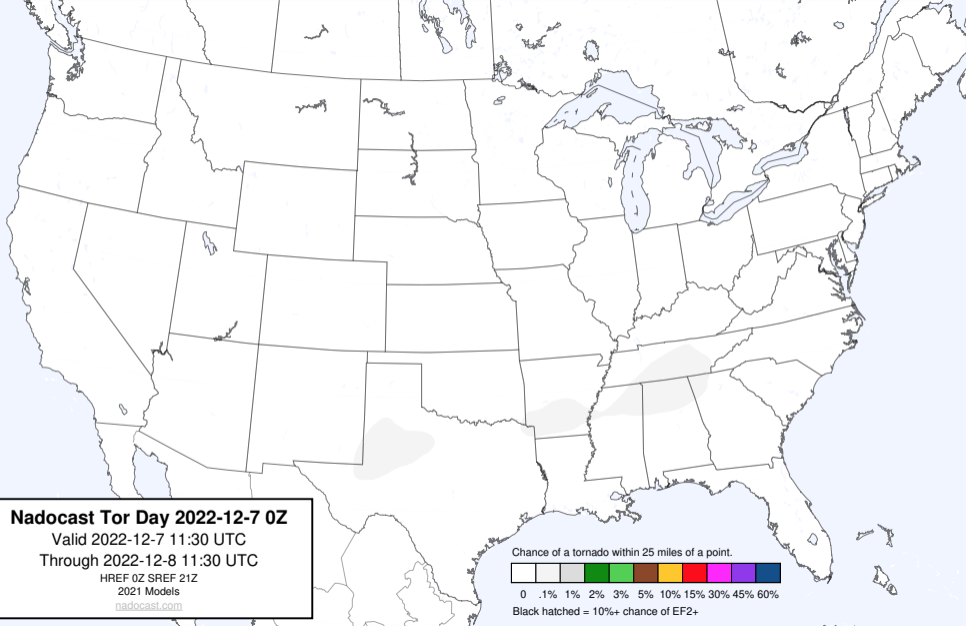 Nadocast Tor Day 2022-12-7 0Z
Valid 2022-12-7 11:30 UTC
Through 2022-12-8 11:30 UTC
HREF 0Z SREF 21Z
2021 Models
nadocast.com
Chance of a tornado within 25 miles of a point.
0 .1% 1% 2% 3% 5% 10% 15% 30% 45% 60%
Black hatched = 10%+ chance of EF2+